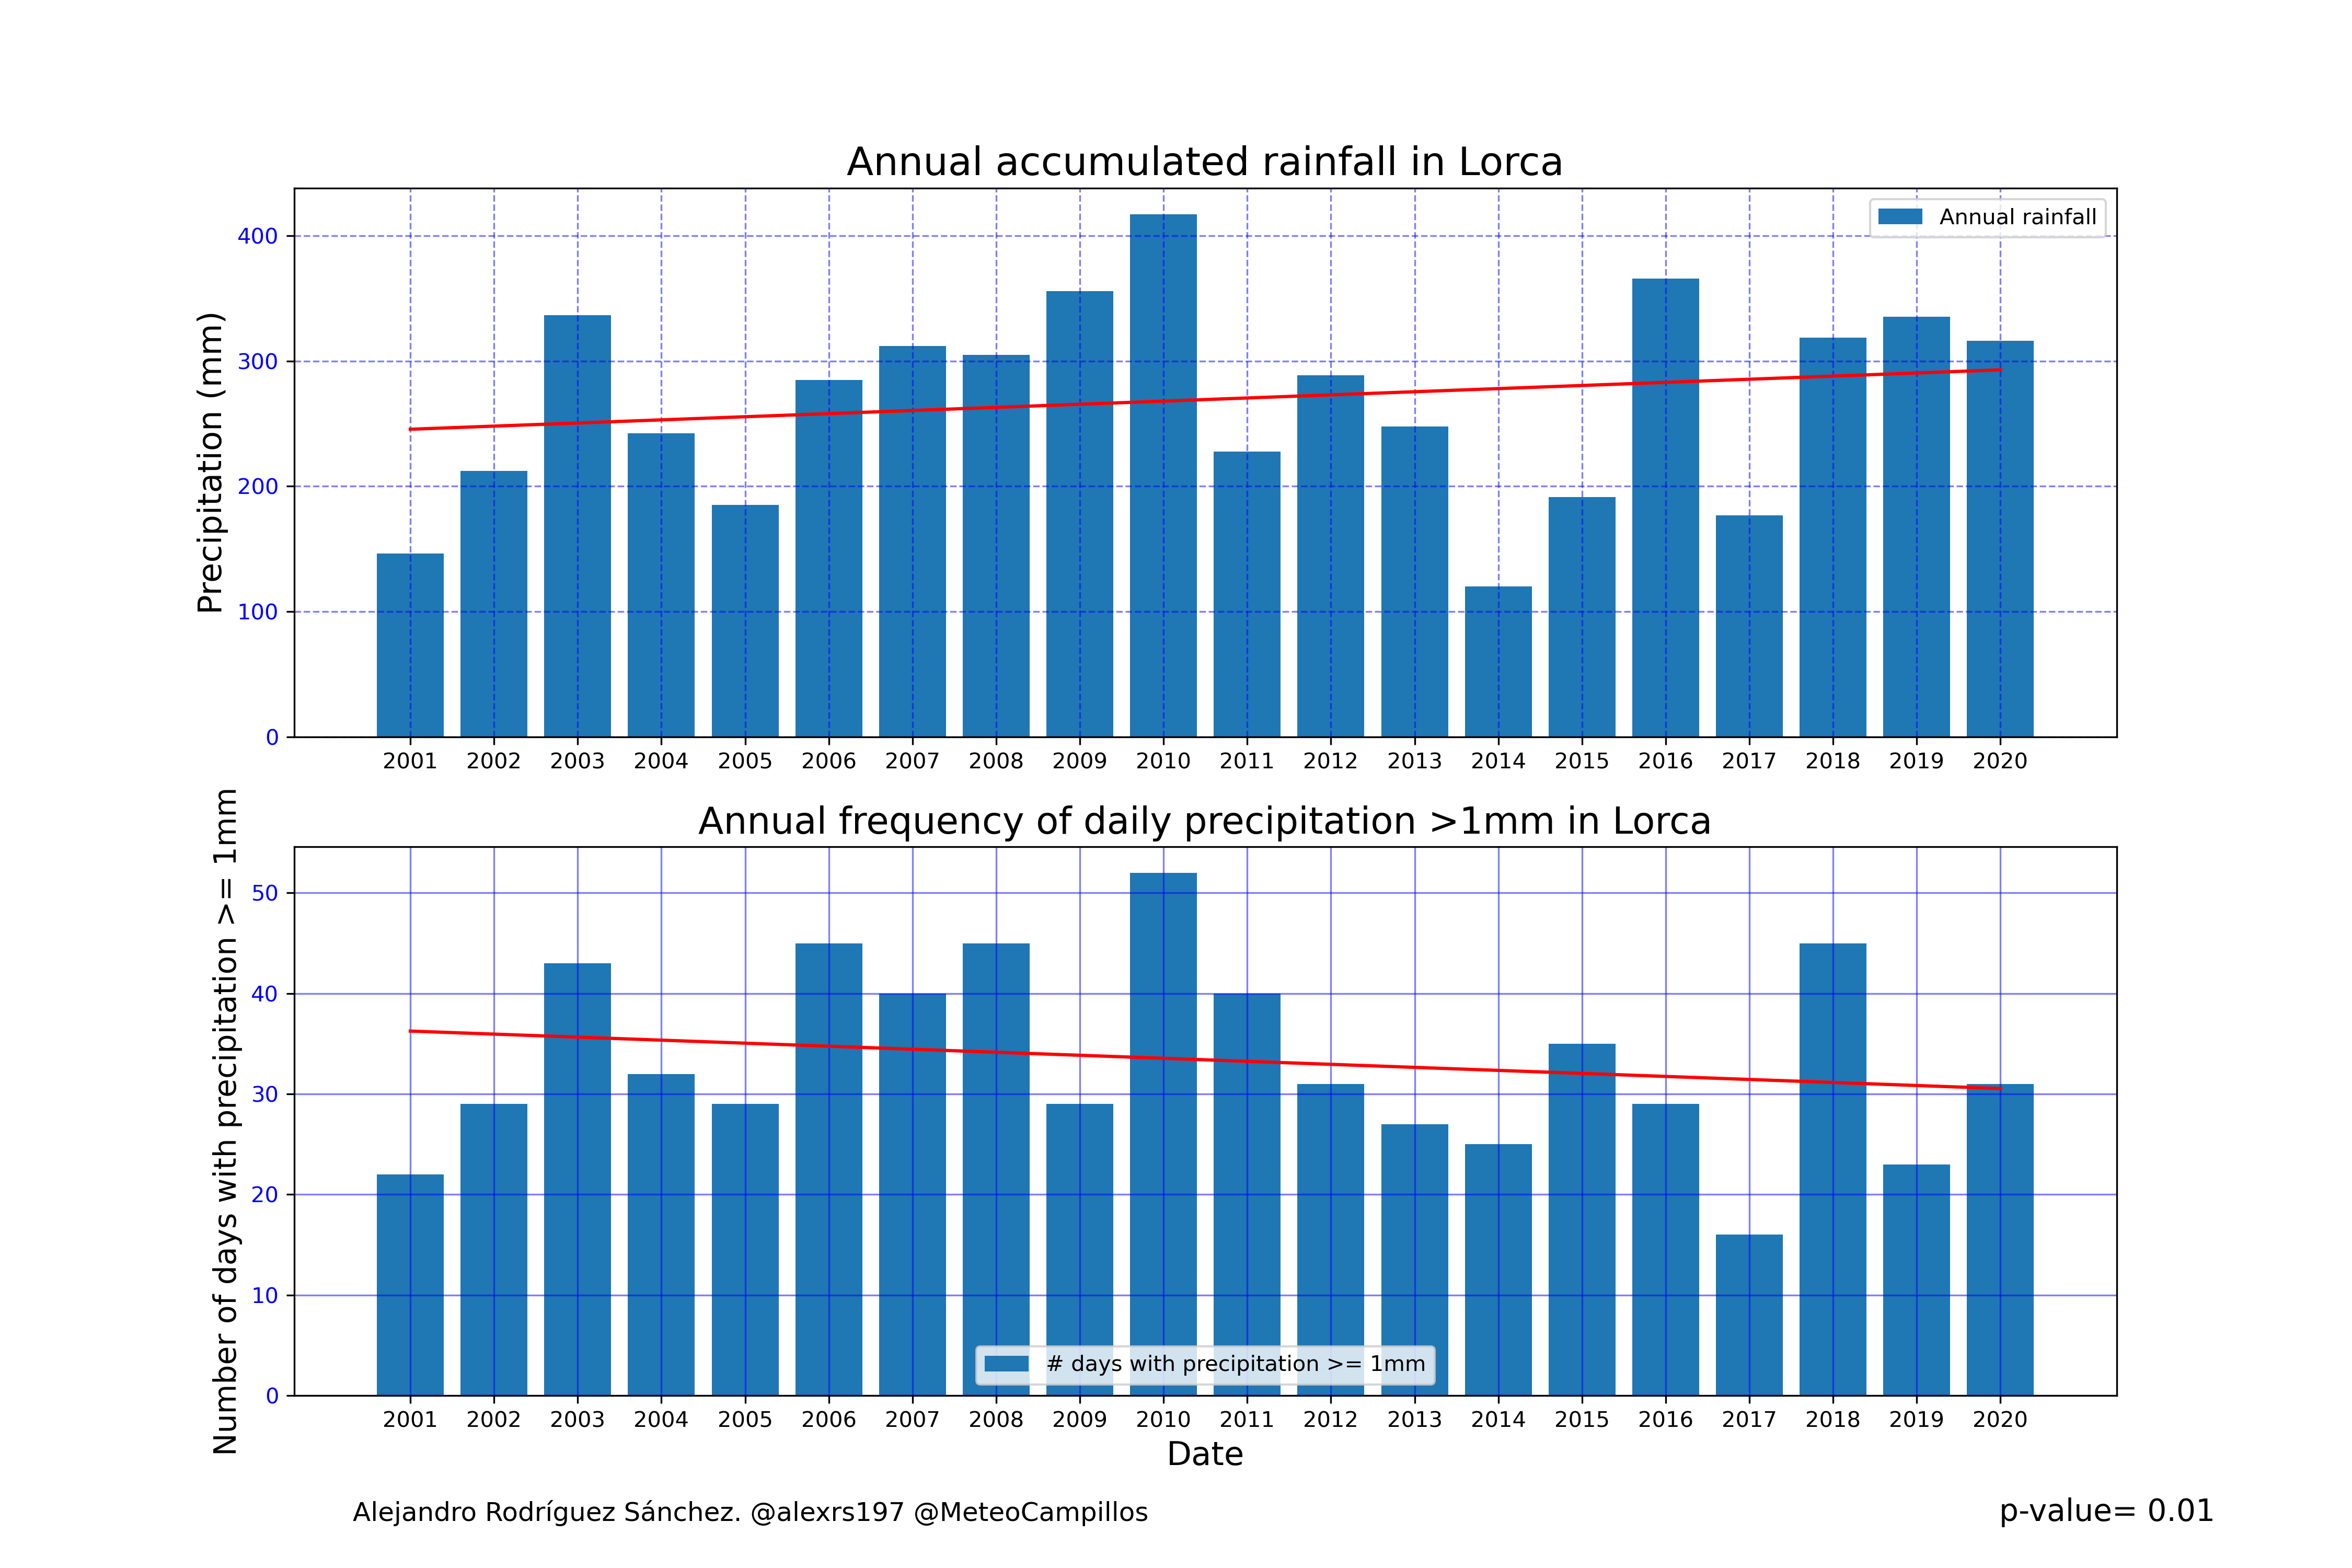 Annual accumulated rainfall in Lorca
Precipitation (mm)
400
300
200
100
0
Annual rainfall
2001 2002 2003 2004 2005 2006 2007 2008 2009 2010 2011 2012 2013 2014 2015 2016 2017 2018 2019 2020
Annual frequency of daily precipitation >1mm in Lorca
Number of days with precipitation >= 1mm
50
40
30
20
10
0
# days with precipitation >= 1mm
2001 2002 2003 2004 2005 2006 2007 2008 2009 2010 2011 2012 2013 2014 2015 2016 2017 2018 2019 2020
Date
Alejandro Rodríguez Sánchez. @alexrs197 @MeteoCampillos
p-value= 0.01